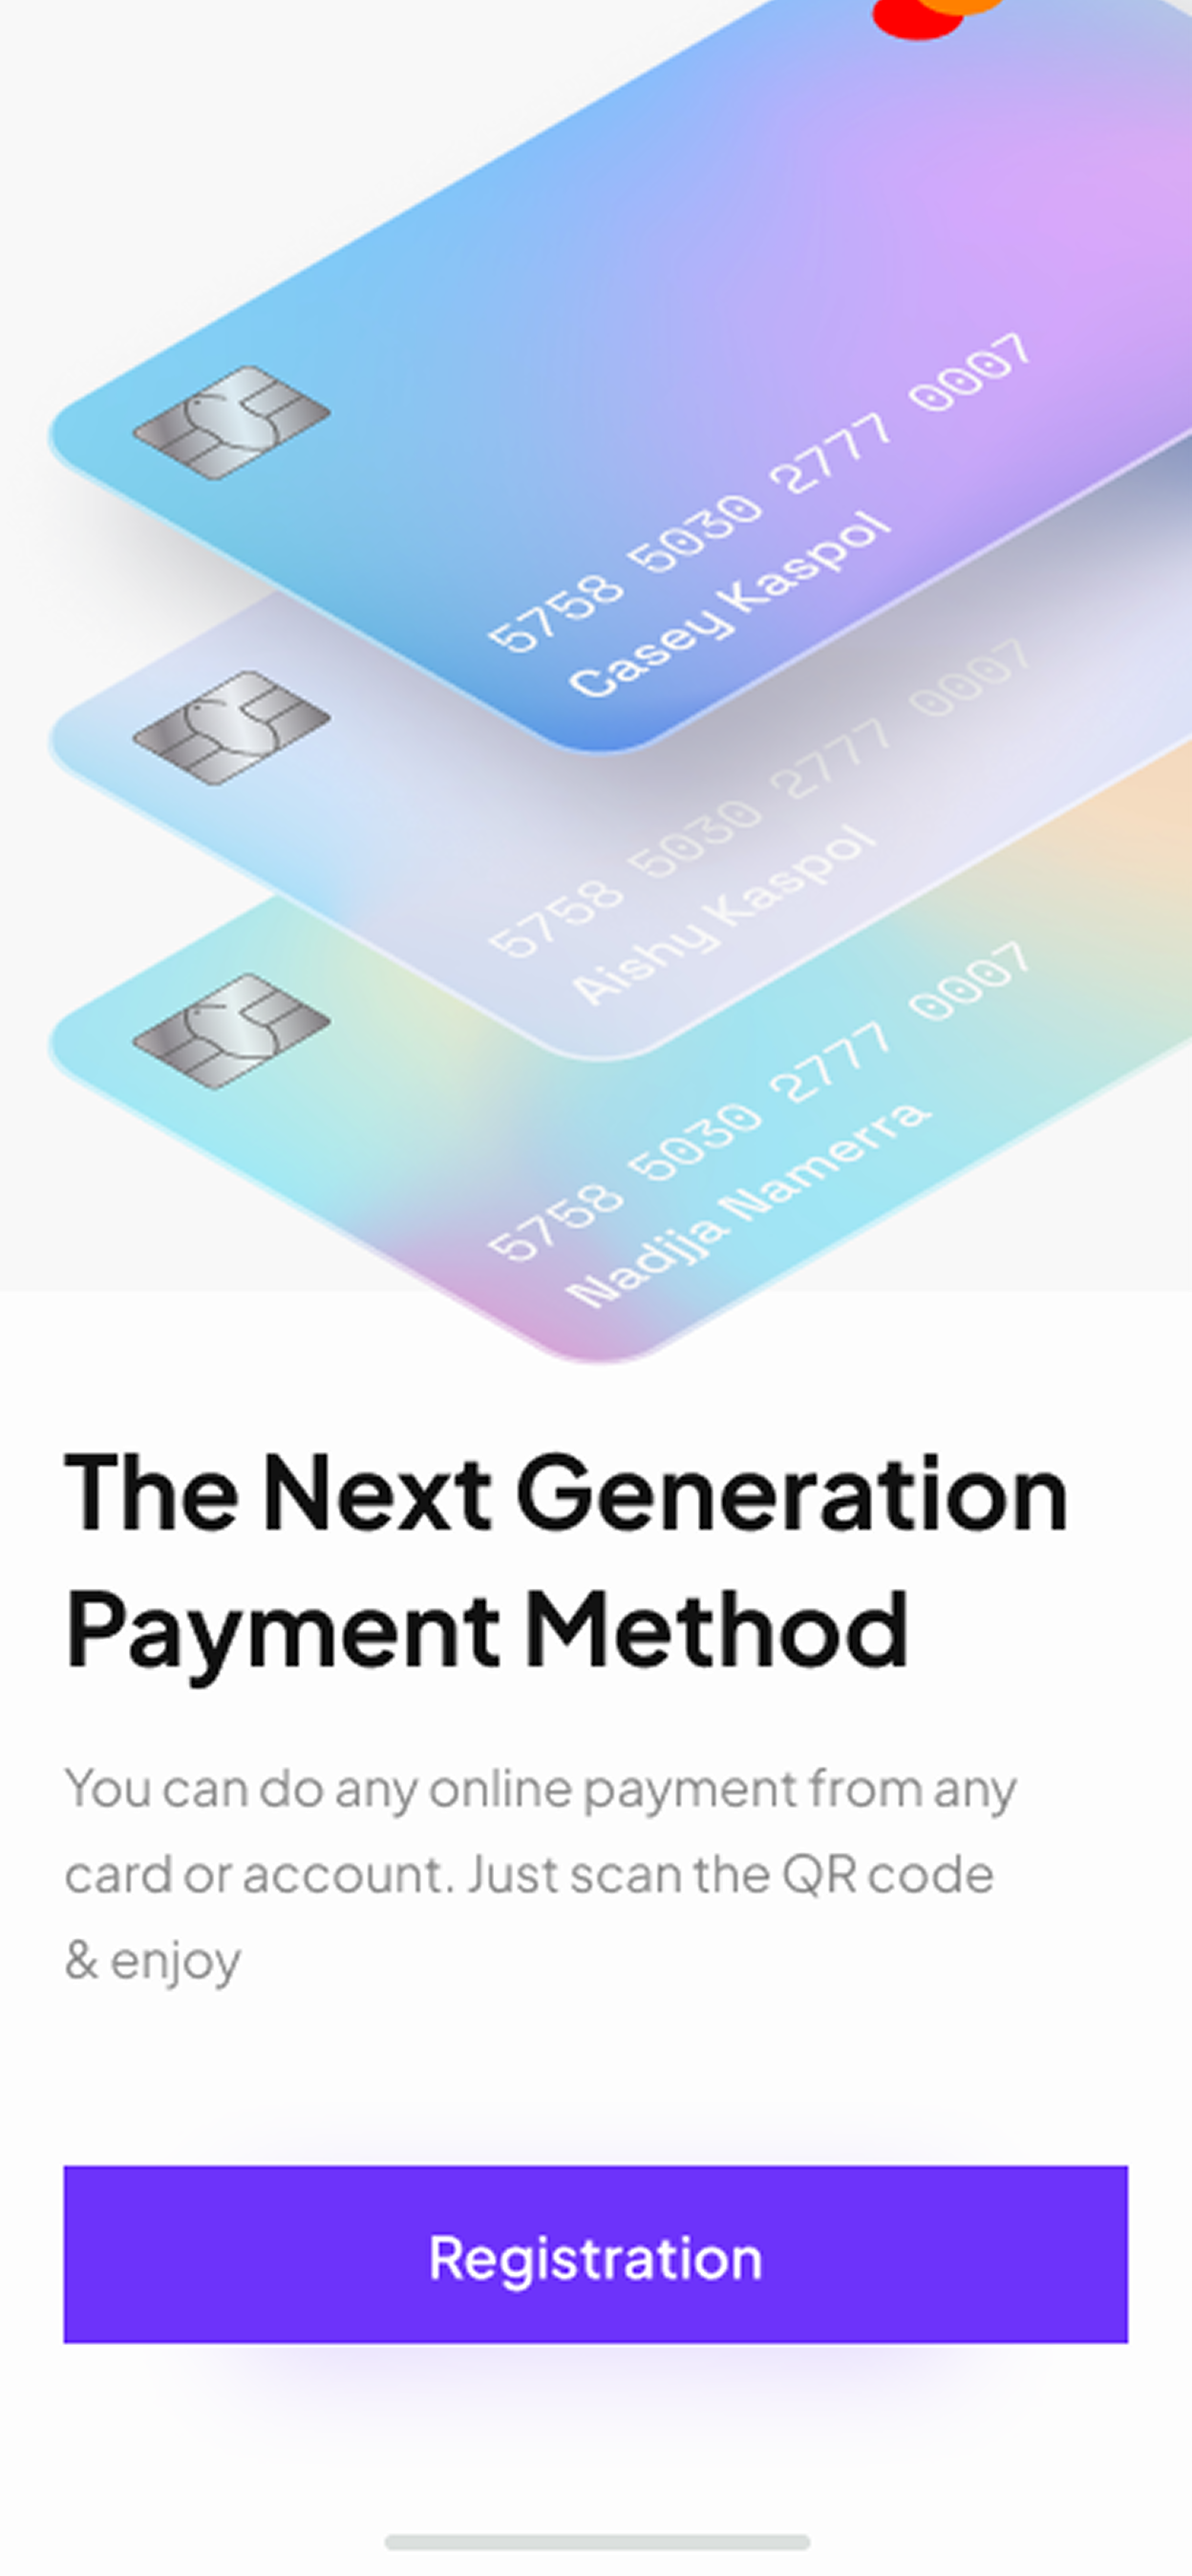 5758 5030 2777 0007
Casey Kaspol
5758 5030 2777 0007
Aishy Kaspol
5758 5030 2777 0007
Nadijja Namerra
The Next Generation
Payment Method
You can do any online payment from any
card or account. Just scan the QR code
& enjoy
Registration